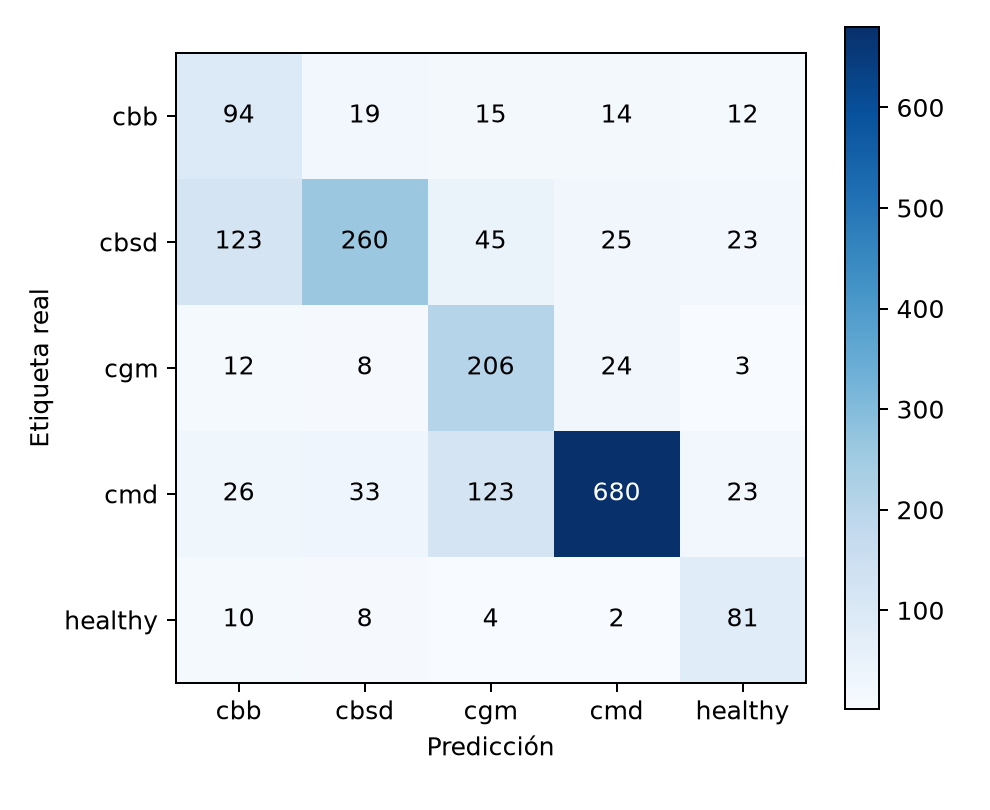 cbb 94 19 15 14 12
cbsd 123 260 45 25 23
cgm 12 8 206 24 3
cmd 26 33 123 680 23
healthy 10 8 4 2 81
cbb cbsd cgm cmd healthy
Predicción
Etiqueta real
600
500
400
300
200
100